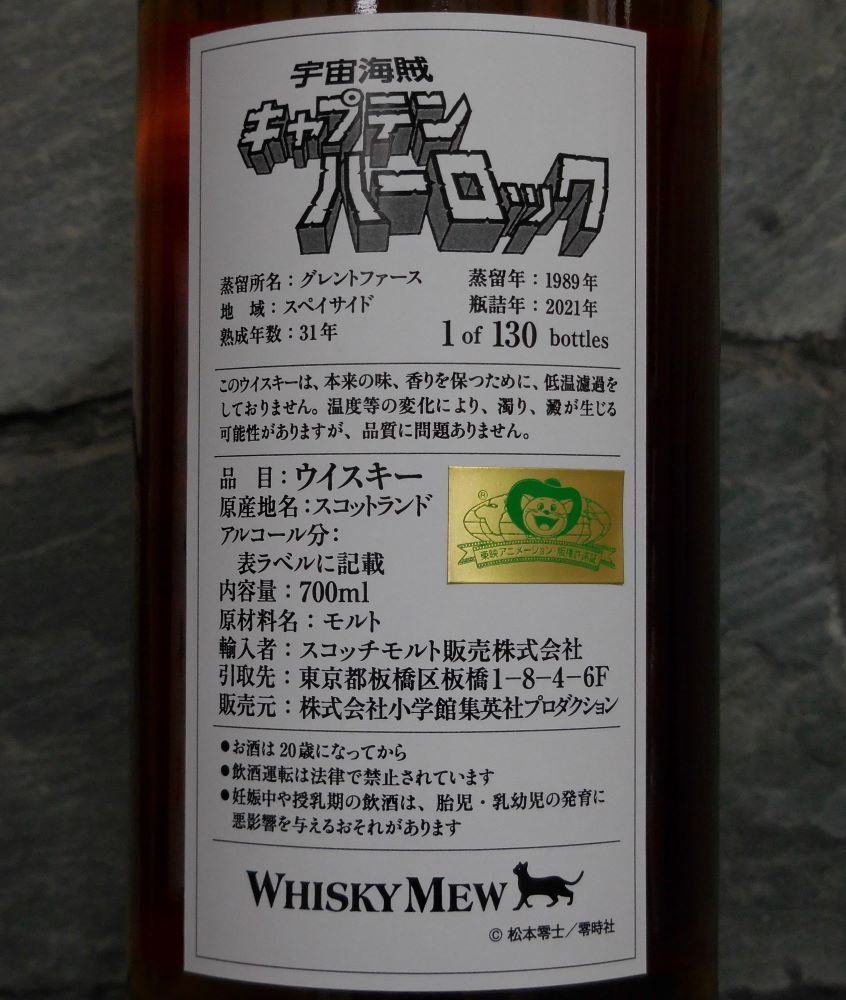 宇宙海賊
キャプテン
ハーロック
蒸留所名：グレントファース 蒸留年：1989年
地 域：スペイサイド 瓶詰年：2021年
熟成年数：31年 1 of 130 bottles
このウイスキーは、本来の味、香りを保つために、低温濾過を
しておりません。温度等の変化により、濁り、澱が生じる
可能性がありますが、品質に問題ありません。
品 目：ウイスキー
原産地名：スコットランド
アルコール分：
表ラベルに記載
内容量：700ml
原材料名：モルト
輸入者：スコッチモルト販売株式会社
引取先：東京都板橋区板橋1-8-4-6F
販売元：株式会社小学館集英社プロダクション
®
東映アニメーション・版権許諾証
●お酒は20歳になってから
●飲酒運転は法律で禁止されています
●妊娠中や授乳期の飲酒は、胎児・乳幼児の発育に
悪影響を与えるおそれがあります
WHISKY MEW
© 松本零士／零時社